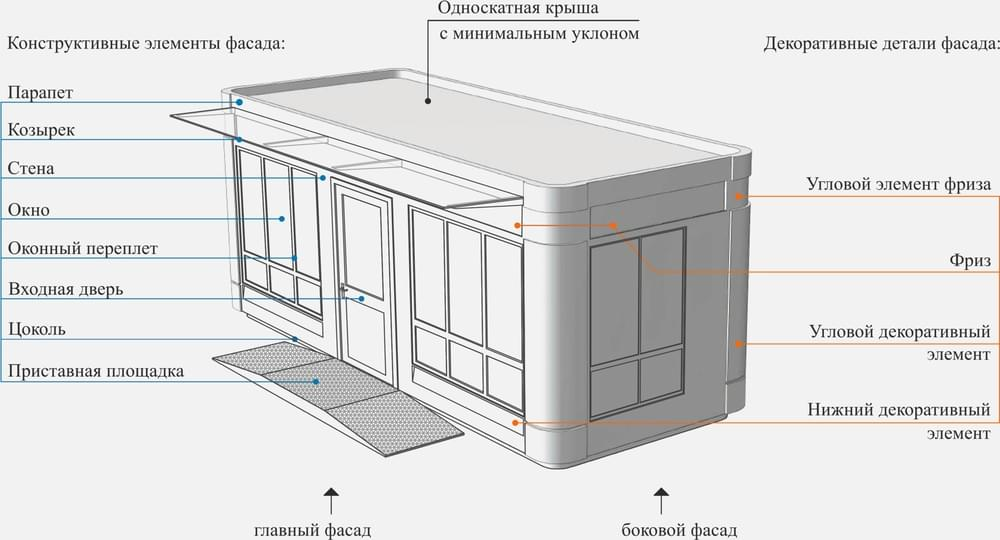 Односкатная крыша
с минимальным уклоном
Конструктивные элементы фасада:
Декоративные детали фасада:
Парапет
Козырек
Стена
Окно
Оконный переплет
Входная дверь
Цоколь
Приставная площадка
Угловой элемент фриза
Фриз
Угловой декоративный
элемент
Нижний декоративный
элемент
главный фасад
боковой фасад